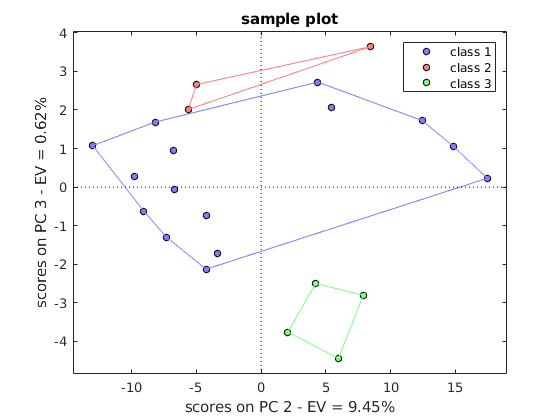 sample plot
class 1
class 2
class 3
4
3
2
1
0
-1
-2
-3
-4
scores on PC 3 - EV = 0.62%
-10 -5 0 5 10 15
scores on PC 2 - EV = 9.45%